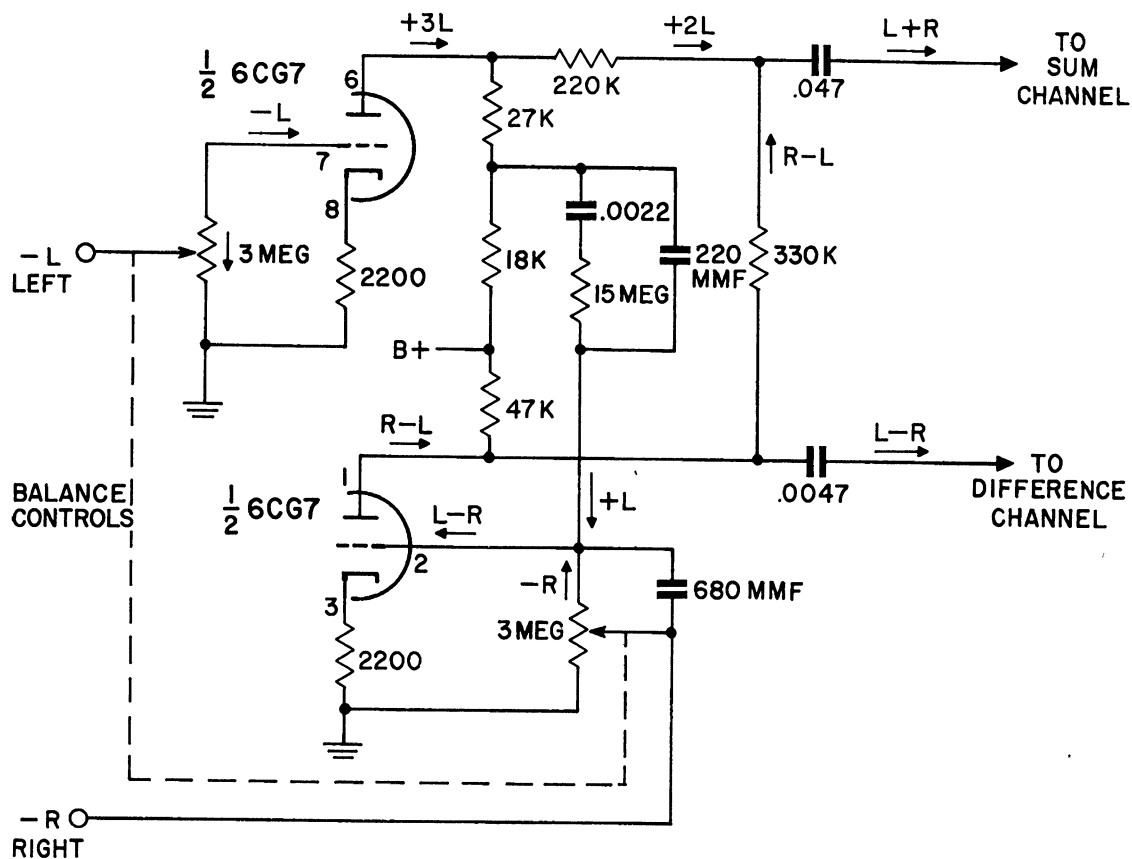 +3L
+2L
L+R
TO
SUM
CHANNEL
1/2 6CG7
6
220K
.047
27K
-L
R-L
7
8
.0022
-L
LEFT
3 MEG
2200
18K
220
MMF
330K
15 MEG
B+
47K
R-L
L-R
1
.0047
TO
DIFFERENCE
CHANNEL
BALANCE
CONTROLS
1/2 6CG7
L-R
+L
2
-R
680 MMF
3
3 MEG
2200
-R
RIGHT